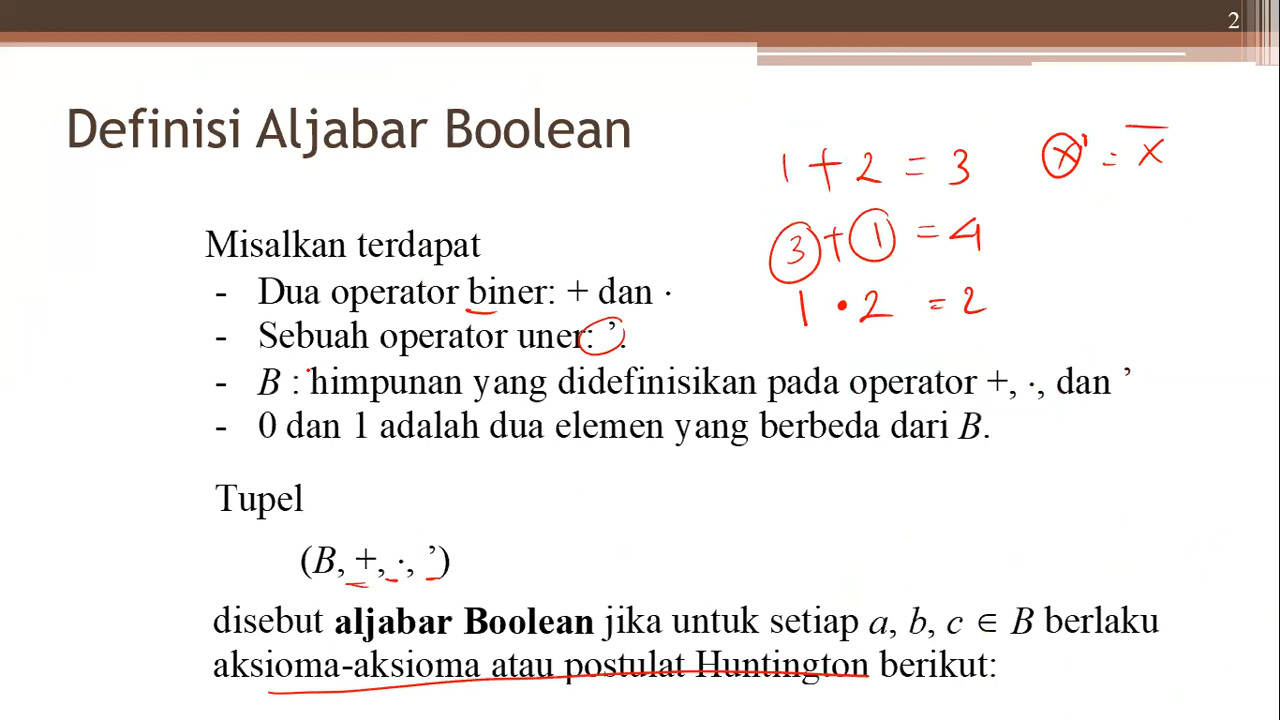 2
Definisi Aljabar Boolean
1 + 2 = 3
x' = x̅
3 + 1 = 4
1 · 2 = 2
Misalkan terdapat
- Dua operator biner: + dan ·
- Sebuah operator uner: ’.
- B : himpunan yang didefinisikan pada operator +, ·, dan ’
- 0 dan 1 adalah dua elemen yang berbeda dari B.
Tupel
(B, +, ·, ’)
disebut aljabar Boolean jika untuk setiap a, b, c ∈ B berlaku
aksioma-aksioma atau postulat Huntington berikut: